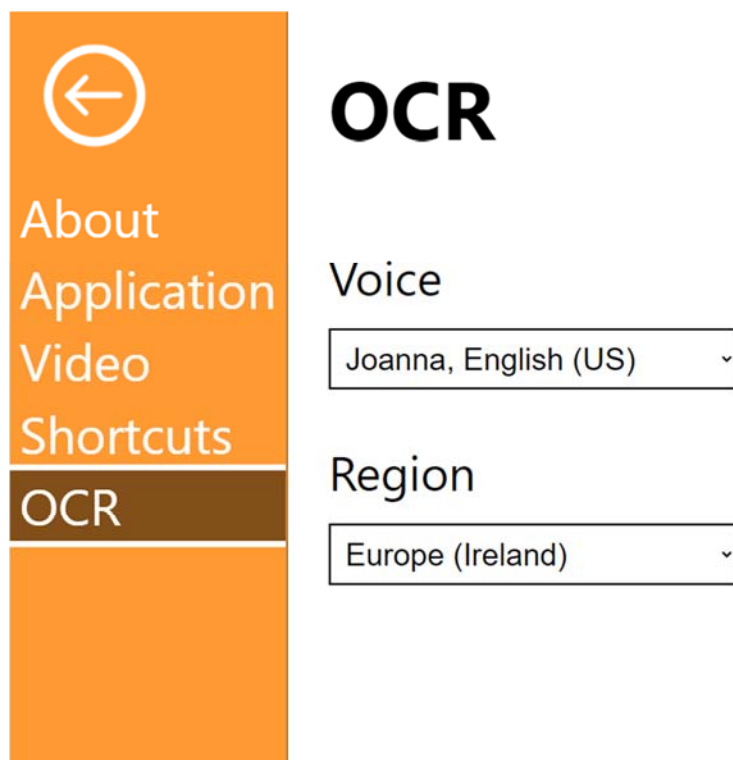 About
Application
Video
Shortcuts
OCR
OCR
Voice
Joanna, English (US)
Region
Europe (Ireland)